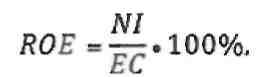 ROE = NI/EC • 100%.